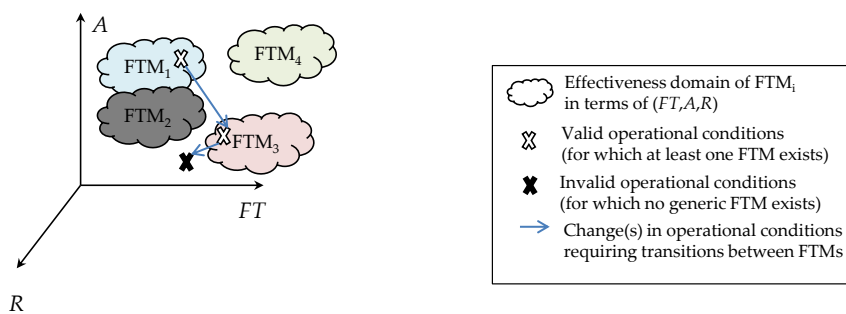 A
FTM1
FTM4
FTM2
FTM3
FT
R
Effectiveness domain of FTMi
in terms of (FT,A,R)
Valid operational conditions
(for which at least one FTM exists)
Invalid operational conditions
(for which no generic FTM exists)
Change(s) in operational conditions
requiring transitions between FTMs